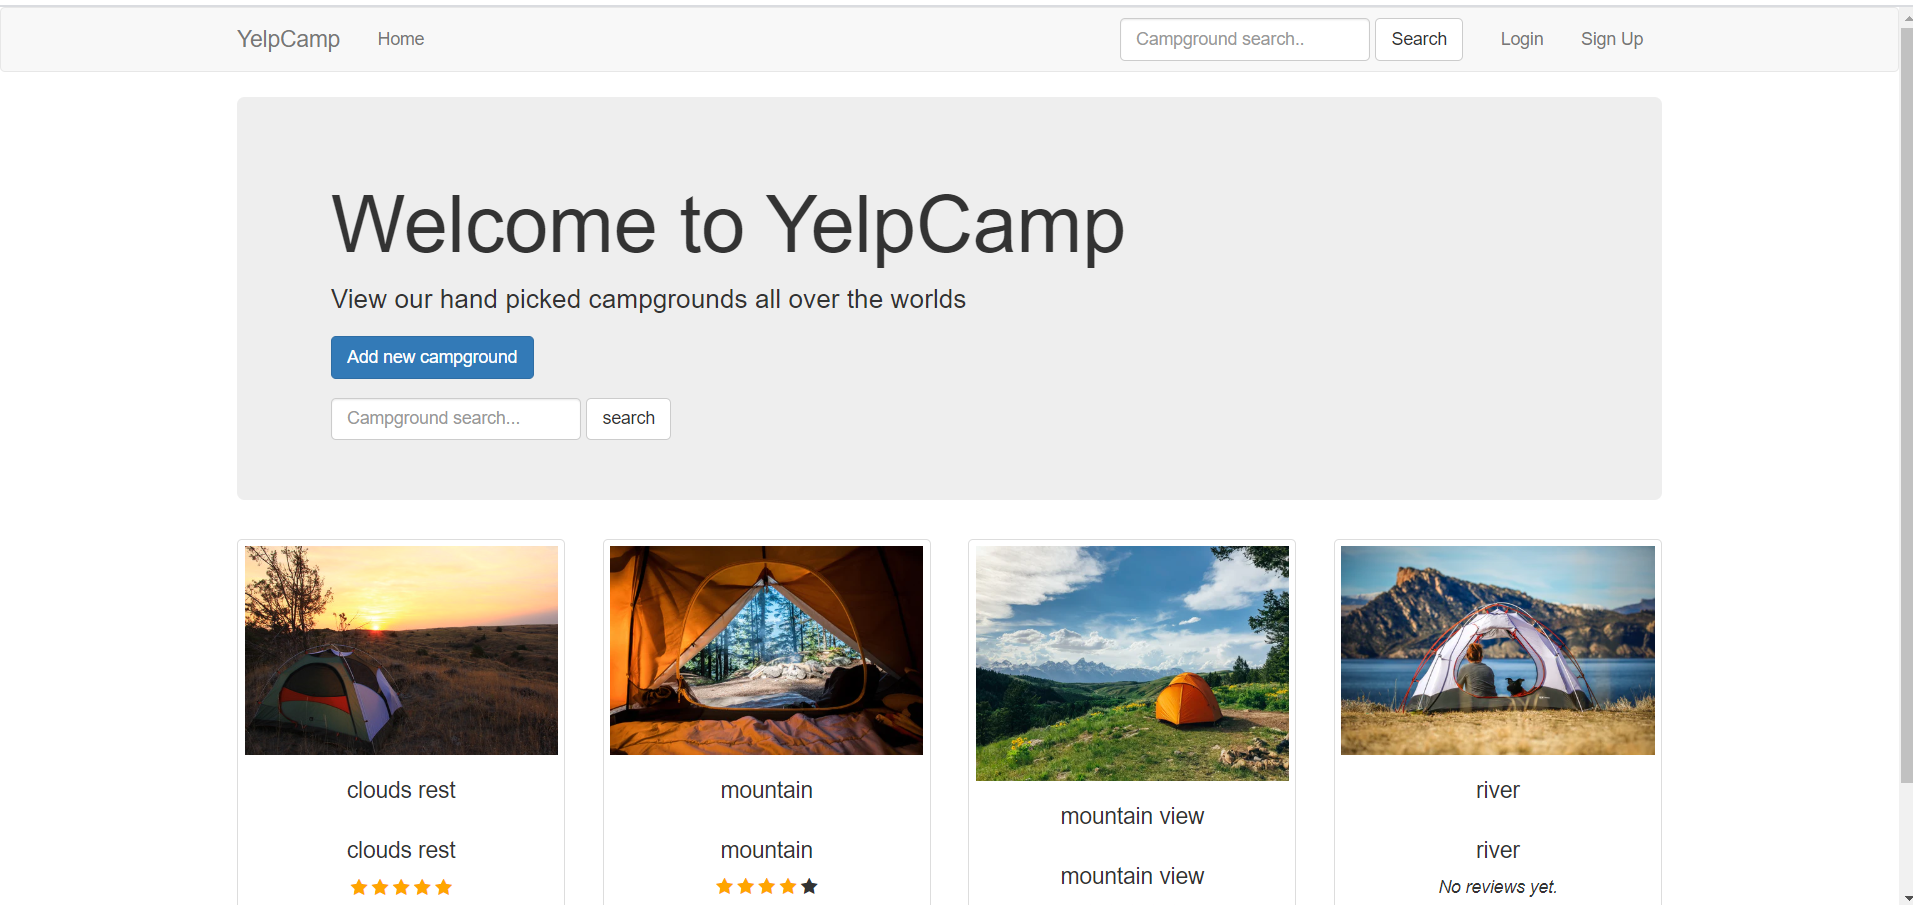 YelpCamp Home Campground search.. Search Login Sign Up
Welcome to YelpCamp
View our hand picked campgrounds all over the worlds
Add new campground
Campground search... search
clouds rest
clouds rest
mountain
mountain
mountain view
mountain view
river
river
No reviews yet.